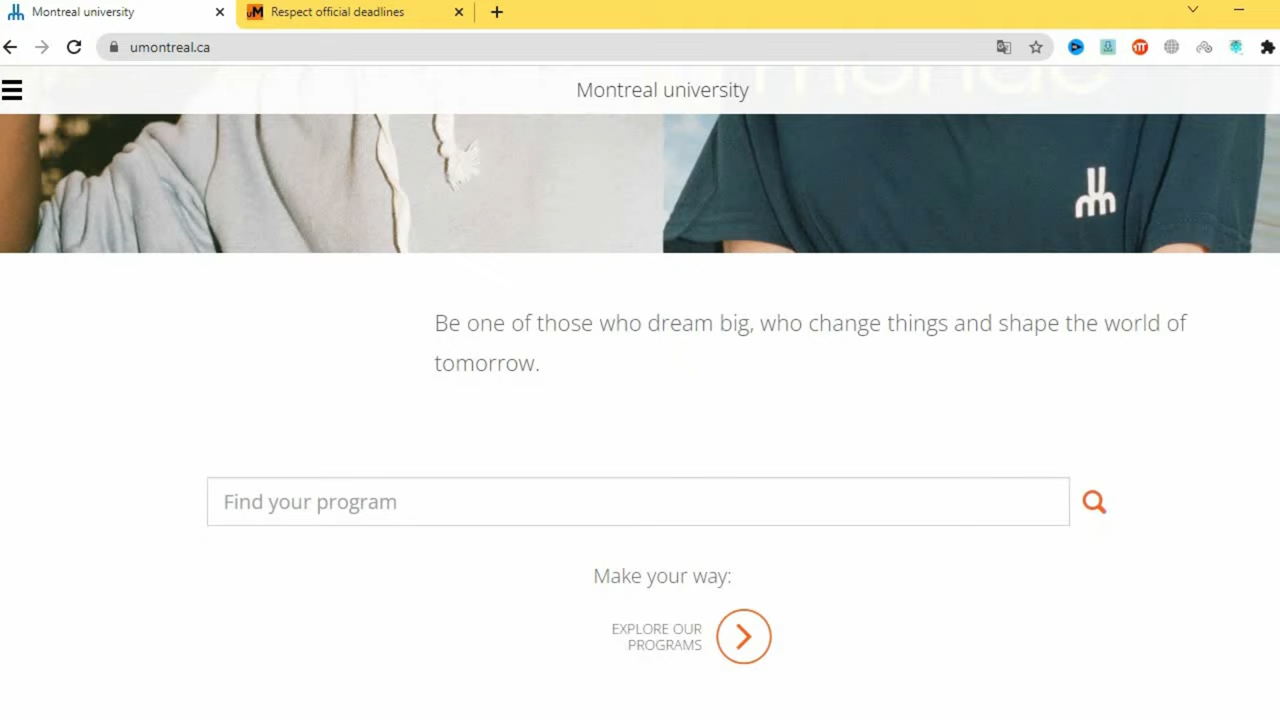 Montreal university
uM Respect official deadlines
umontreal.ca
Montreal university
Be one of those who dream big, who change things and shape the world of
tomorrow.
Find your program
Make your way:
EXPLORE OUR
PROGRAMS